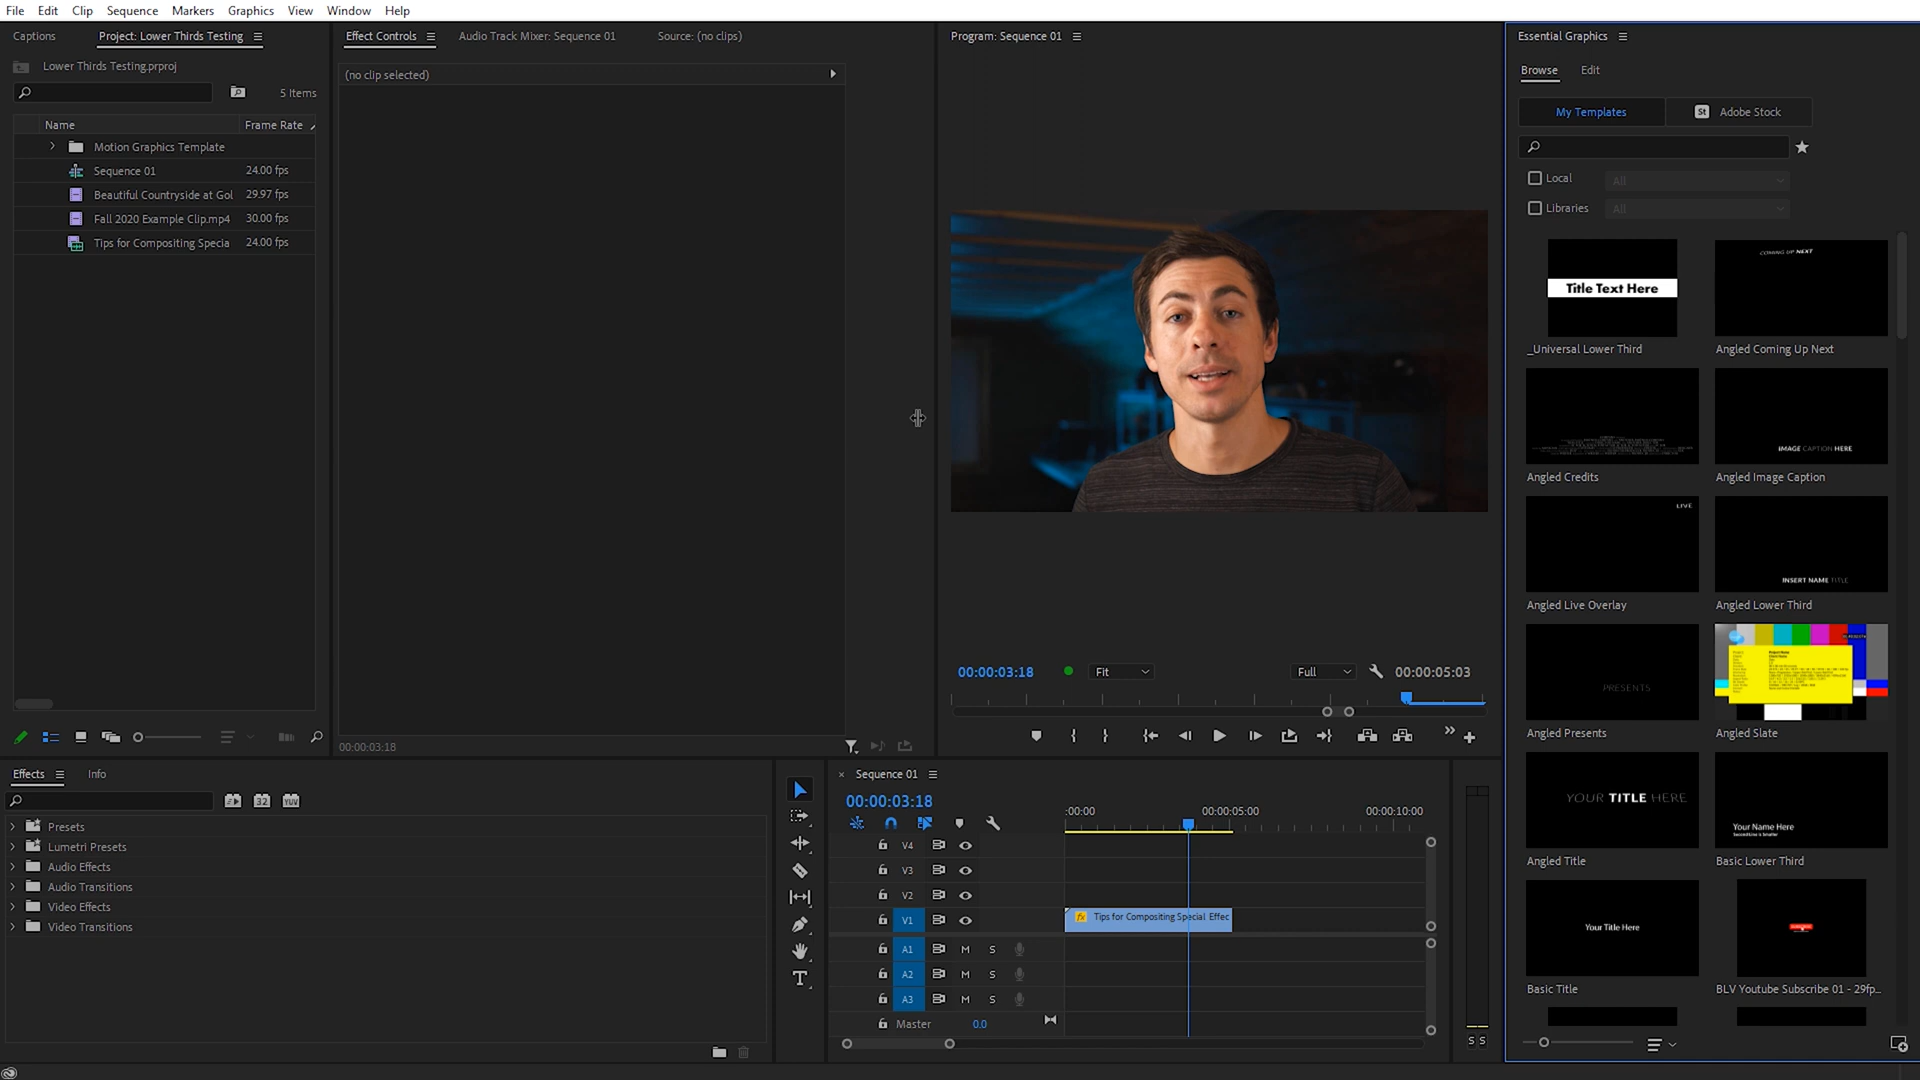 File Edit Clip Sequence Markers Graphics View Window Help
Captions Project: Lower Thirds Testing
Lower Thirds Testing.prproj
5 Items
Name Frame Rate
Motion Graphics Template
Sequence 01 24.00 fps
Beautiful Countryside at Gol 29.97 fps
Fall 2020 Example Clip.mp4 30.00 fps
Tips for Compositing Specia 24.00 fps
Effect Controls Audio Track Mixer: Sequence 01 Source: (no clips)
(no clip selected)
00:00:03:18
Program: Sequence 01
00:00:03:18 Fit Full 00:00:05:03
Essential Graphics
Browse Edit
My Templates St Adobe Stock
Local All
Libraries All
Title Text Here
COMING UP NEXT
_Universal Lower Third Angled Coming Up Next
IMAGE CAPTION HERE
Angled Credits Angled Image Caption
LIVE
INSERT NAME TITLE
Angled Live Overlay Angled Lower Third
PRESENTS
Angled Presents Angled Slate
YOUR TITLE HERE
Your Name Here
Angled Title Basic Lower Third
Your Title Here
Basic Title BLV Youtube Subscribe 01 - 29fp...
Effects Info
32 YUV
Presets
Lumetri Presets
Audio Effects
Audio Transitions
Video Effects
Video Transitions
× Sequence 01
00:00:03:18
:00:00 00:00:05:00 00:00:10:00
V4
V3
V2
V1 fx Tips for Compositing Special Effec
A1 M S
A2 M S
A3 M S
Master 0.0
S S